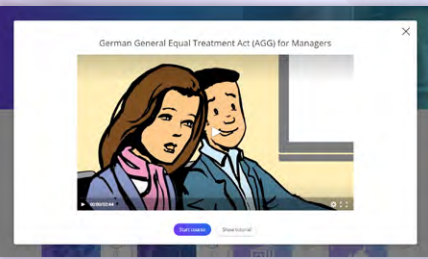 German General Equal Treatment Act (AGG) for Managers
Start course
Show tutorial